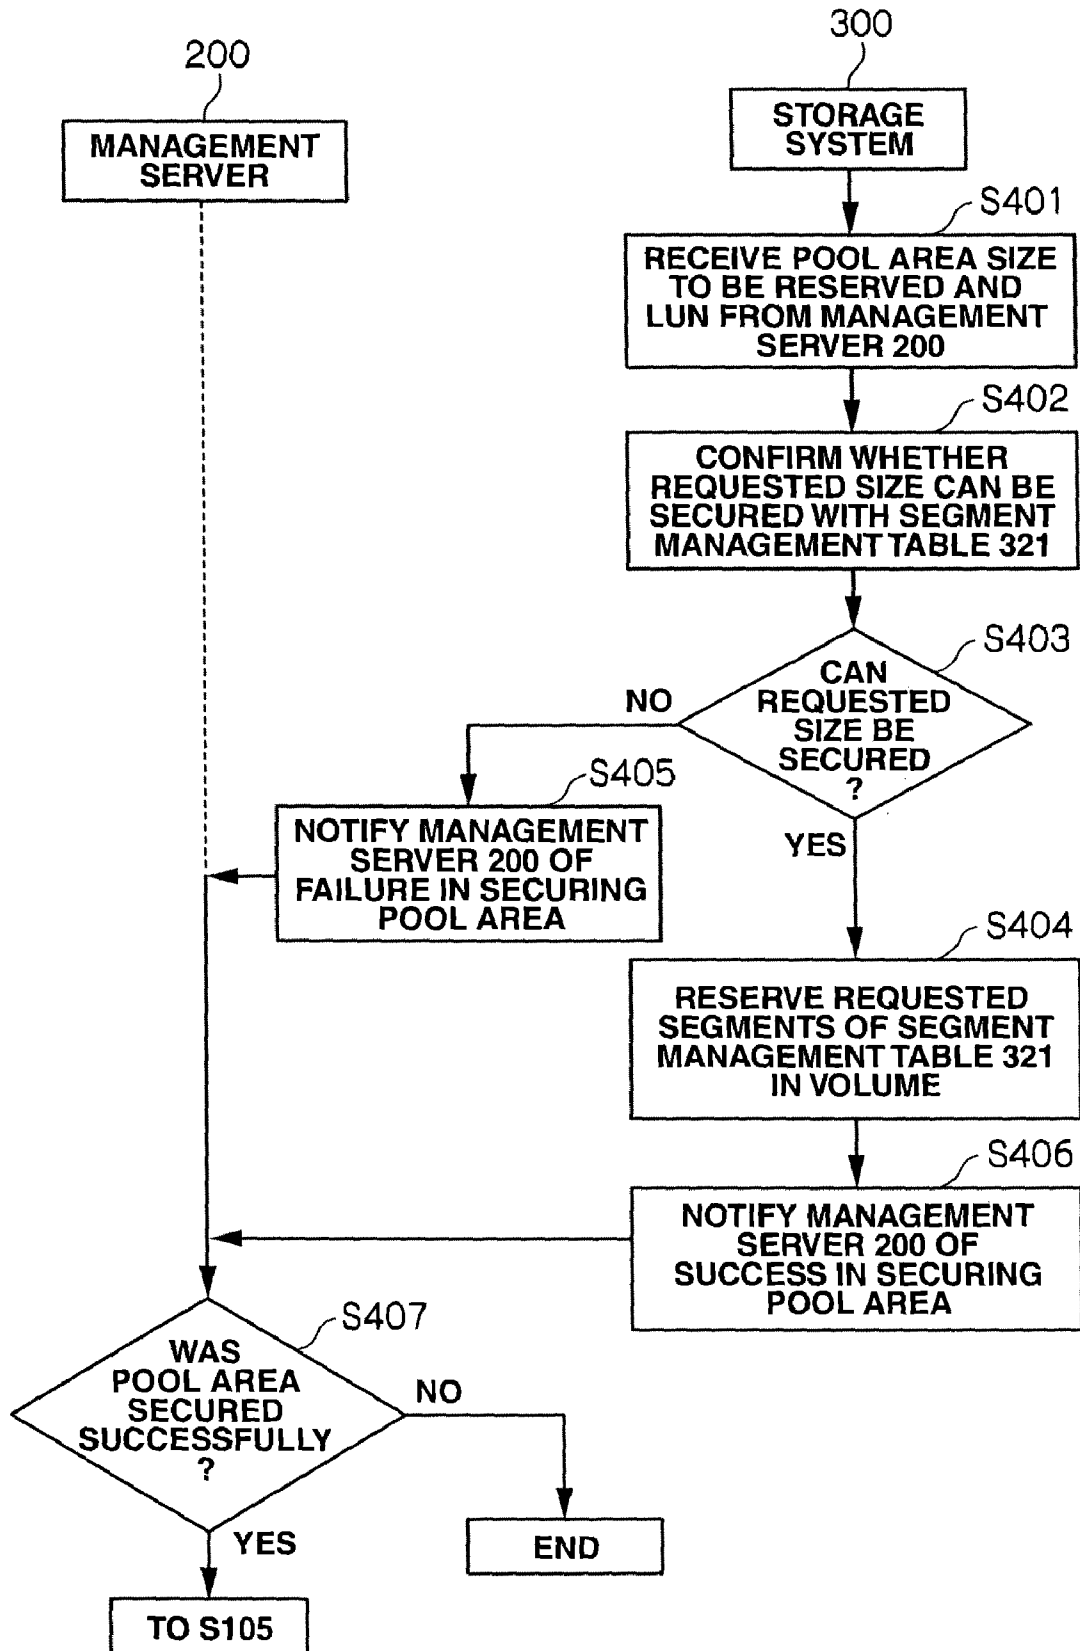 200
MANAGEMENT
SERVER
300
STORAGE
SYSTEM
S401
RECEIVE POOL AREA SIZE
TO BE RESERVED AND
LUN FROM MANAGEMENT
SERVER 200
S402
CONFIRM WHETHER
REQUESTED SIZE CAN BE
SECURED WITH SEGMENT
MANAGEMENT TABLE 321
S403
CAN
REQUESTED
SIZE BE
SECURED
?
NO
YES
S405
NOTIFY MANAGEMENT
SERVER 200 OF
FAILURE IN SECURING
POOL AREA
S404
RESERVE REQUESTED
SEGMENTS OF SEGMENT
MANAGEMENT TABLE 321
IN VOLUME
S406
NOTIFY MANAGEMENT
SERVER 200 OF
SUCCESS IN SECURING
POOL AREA
S407
WAS
POOL AREA
SECURED
SUCCESSFULLY
?
NO
YES
END
TO S105